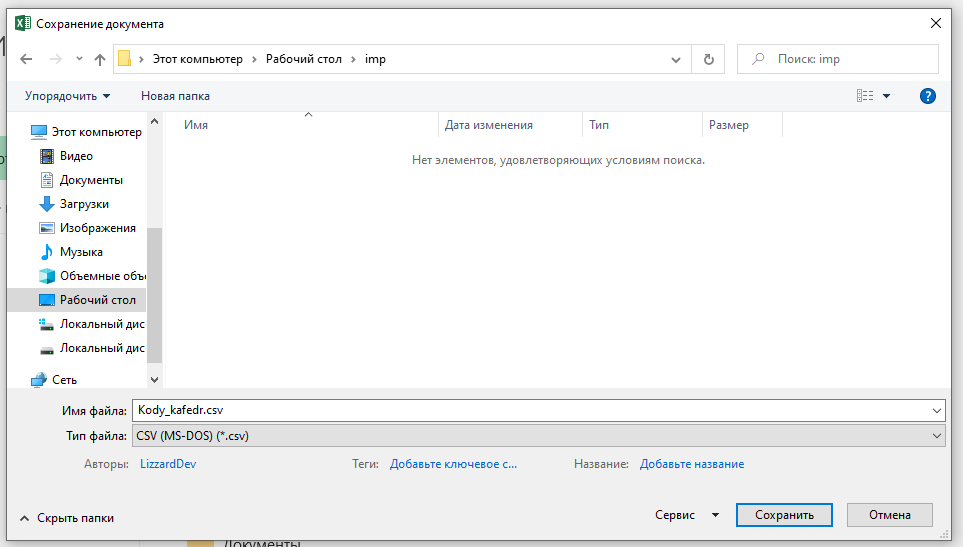 Сохранение документа
Этот компьютер > Рабочий стол > imp
Поиск: imp
Упорядочить
Новая папка
Имя
Дата изменения
Тип
Размер
Нет элементов, удовлетворяющих условиям поиска.
Этот компьютер
Видео
Документы
Загрузки
Изображения
Музыка
Объемные объ
Рабочий стол
Локальный дис
Локальный дис
Сеть
Имя файла: Kody_kafedr.csv
Тип файла: CSV (MS-DOS) (*.csv)
Авторы: LizzardDev
Теги: Добавьте ключевое с...
Название: Добавьте название
Скрыть папки
Сервис
Сохранить
Отмена
Документы